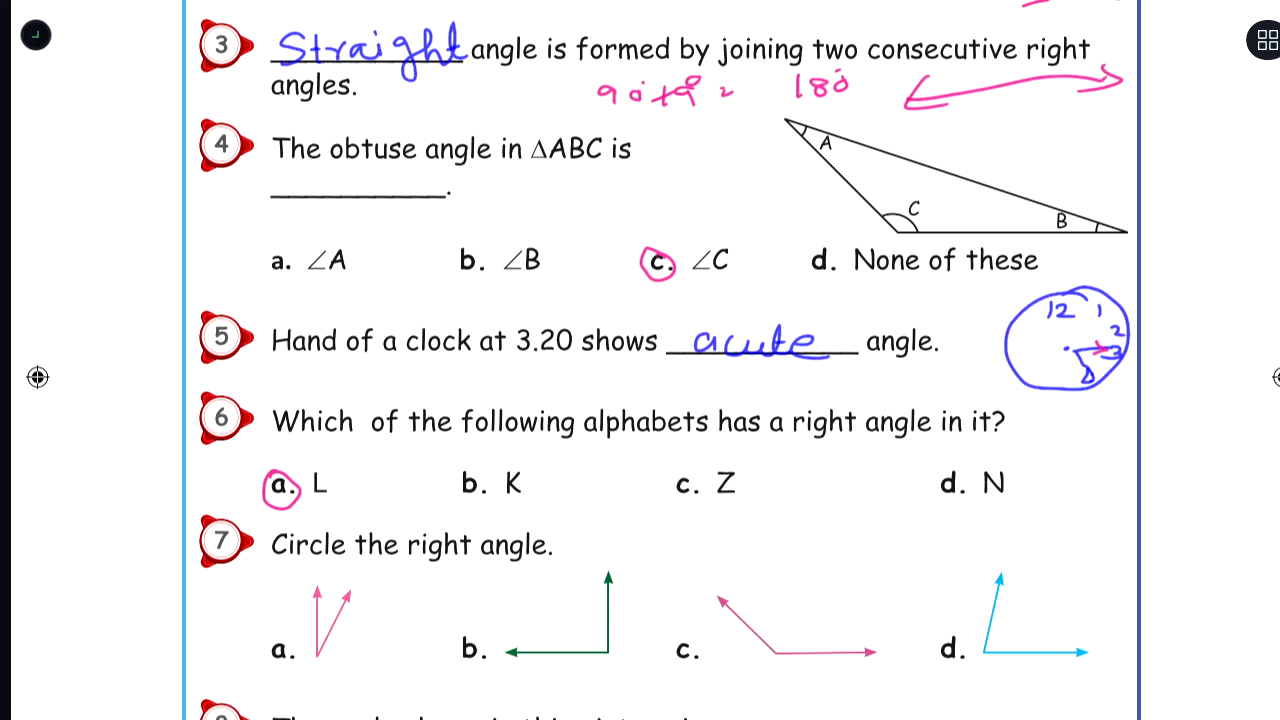 3 Straight angle is formed by joining two consecutive right
angles. 90+90 = 180
4 The obtuse angle in ΔABC is
____________.
A
C
B
a. ∠A b. ∠B c. ∠C d. None of these
5 Hand of a clock at 3.20 shows acute angle.
12 1
2
3
6 Which of the following alphabets has a right angle in it?
a. L b. K c. Z d. N
7 Circle the right angle.
a. b. c. d.